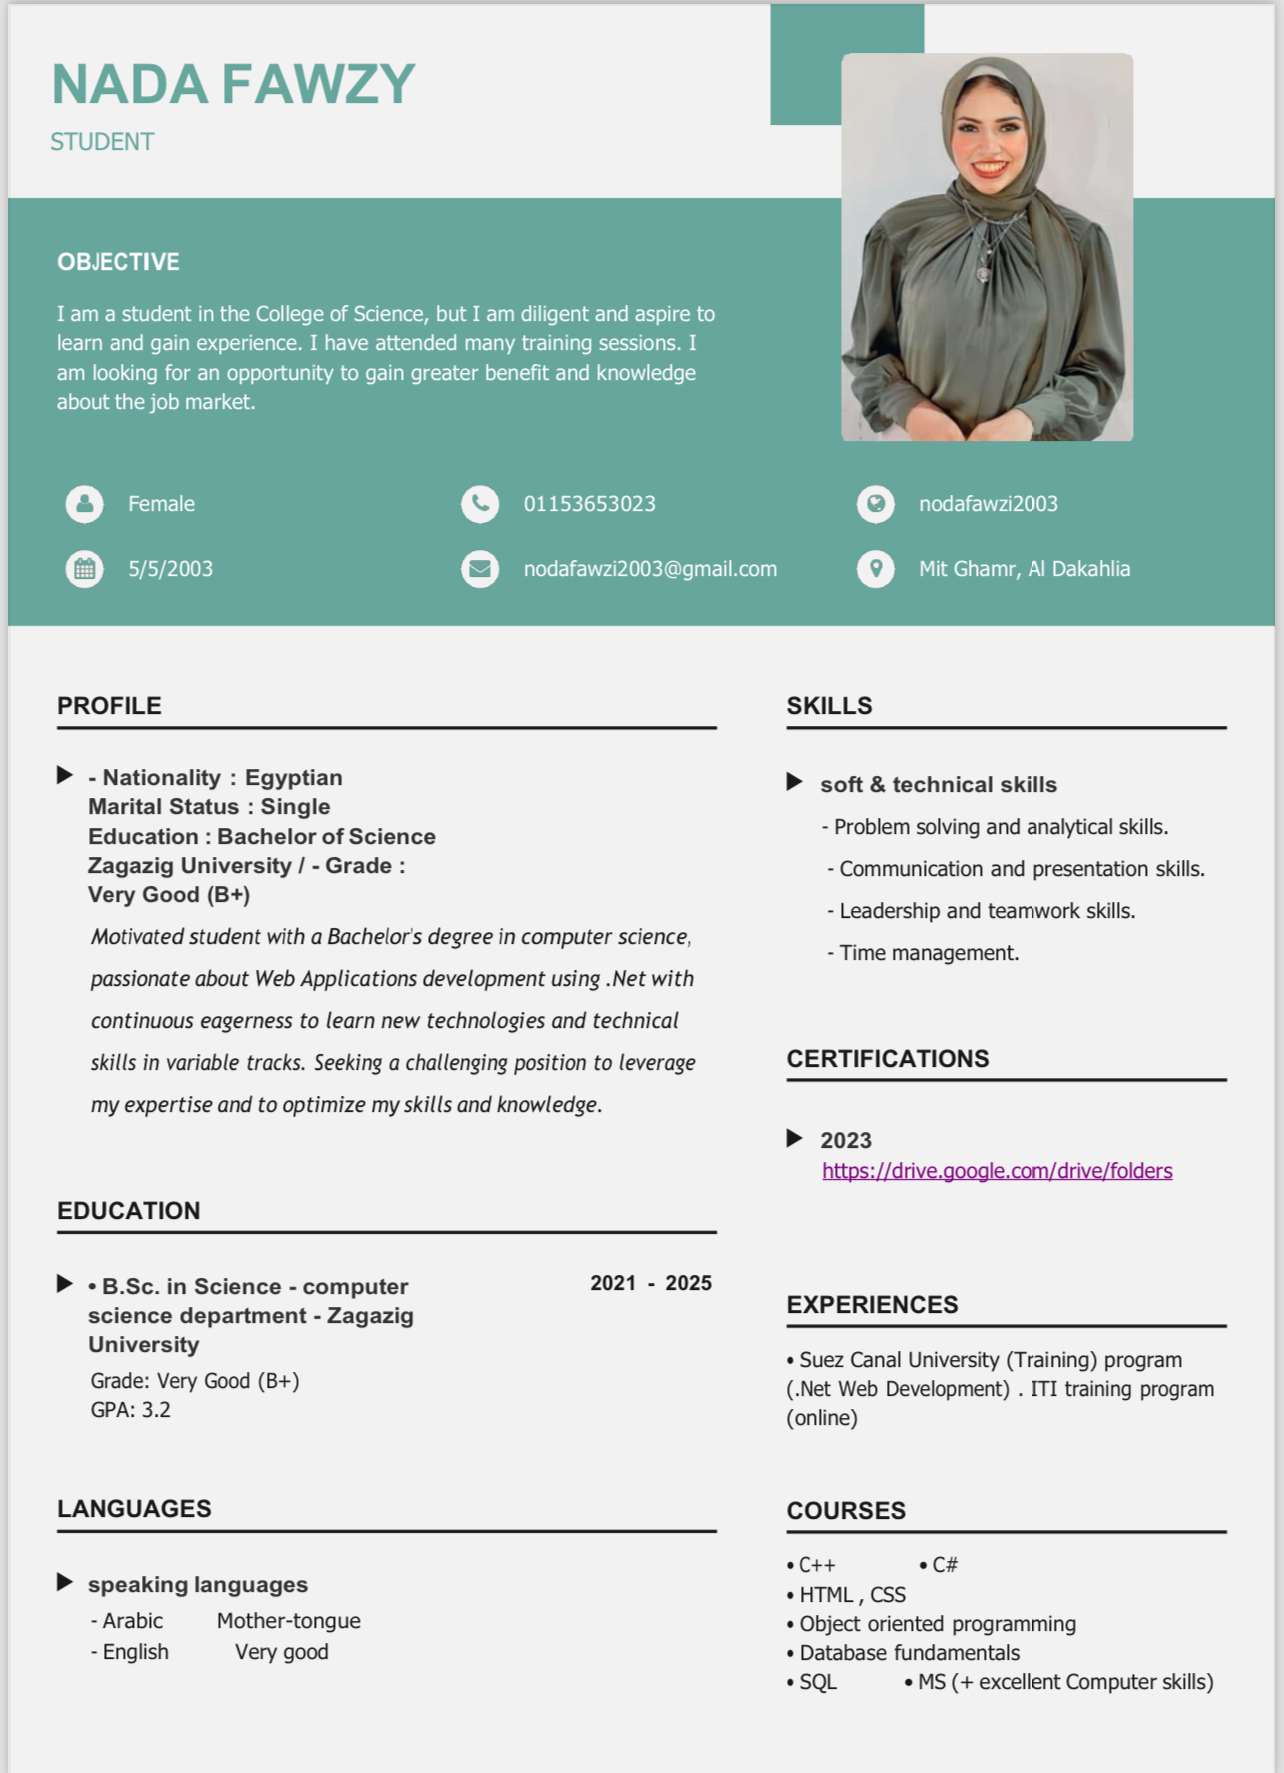 NADA FAWZY
STUDENT
OBJECTIVE
I am a student in the College of Science, but I am diligent and aspire to
learn and gain experience. I have attended many training sessions. I
am looking for an opportunity to gain greater benefit and knowledge
about the job market.
Female
01153653023
nodafawzi2003
5/5/2003
nodafawzi2003@gmail.com
Mit Ghamr, Al Dakahlia
PROFILE
- Nationality : Egyptian
Marital Status : Single
Education : Bachelor of Science
Zagazig University / - Grade :
Very Good (B+)
Motivated student with a Bachelor's degree in computer science,
passionate about Web Applications development using .Net with
continuous eagerness to learn new technologies and technical
skills in variable tracks. Seeking a challenging position to leverage
my expertise and to optimize my skills and knowledge.
EDUCATION
• B.Sc. in Science - computer
science department - Zagazig
University
2021 - 2025
Grade: Very Good (B+)
GPA: 3.2
LANGUAGES
speaking languages
- Arabic Mother-tongue
- English Very good
SKILLS
soft & technical skills
- Problem solving and analytical skills.
- Communication and presentation skills.
- Leadership and teamwork skills.
- Time management.
CERTIFICATIONS
2023
https://drive.google.com/drive/folders
EXPERIENCES
• Suez Canal University (Training) program
(.Net Web Development) . ITI training program
(online)
COURSES
• C++ • C#
• HTML , CSS
• Object oriented programming
• Database fundamentals
• SQL • MS (+ excellent Computer skills)